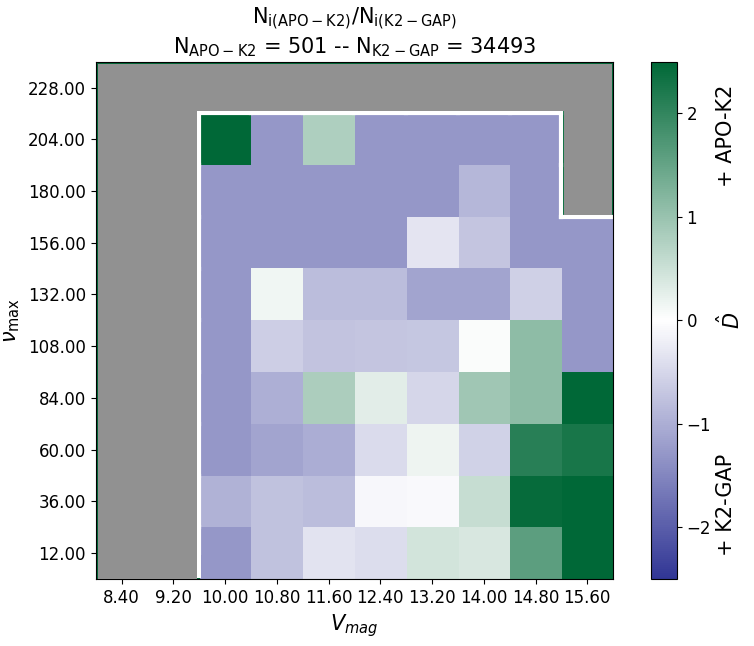 N_i(APO−K2)/N_i(K2−GAP)
N_APO−K2 = 501 -- N_K2−GAP = 34493
228.00
204.00
180.00
156.00
132.00
108.00
84.00
60.00
36.00
12.00
ν_max
8.40 9.20 10.00 10.80 11.60 12.40 13.20 14.00 14.80 15.60
V_mag
2
1
0
−1
−2
+ APO-K2
D̂
+ K2-GAP